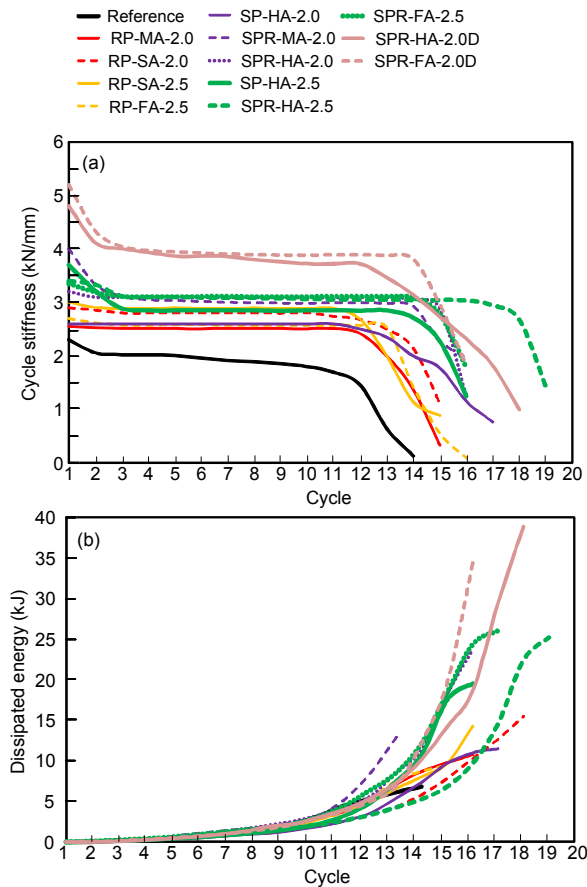 Reference SP-HA-2.0 SPR-FA-2.5
RP-MA-2.0 SPR-MA-2.0 SPR-HA-2.0D
RP-SA-2.0 SPR-HA-2.0 SPR-FA-2.0D
RP-SA-2.5 SP-HA-2.5
RP-FA-2.5 SPR-HA-2.5
(a)
Cycle stiffness (kN/mm)
6
5
4
3
2
1
0
1 2 3 4 5 6 7 8 9 10 11 12 13 14 15 16 17 18 19 20
Cycle
(b)
Dissipated energy (kJ)
40
35
30
25
20
15
10
5
0
1 2 3 4 5 6 7 8 9 10 11 12 13 14 15 16 17 18 19 20
Cycle